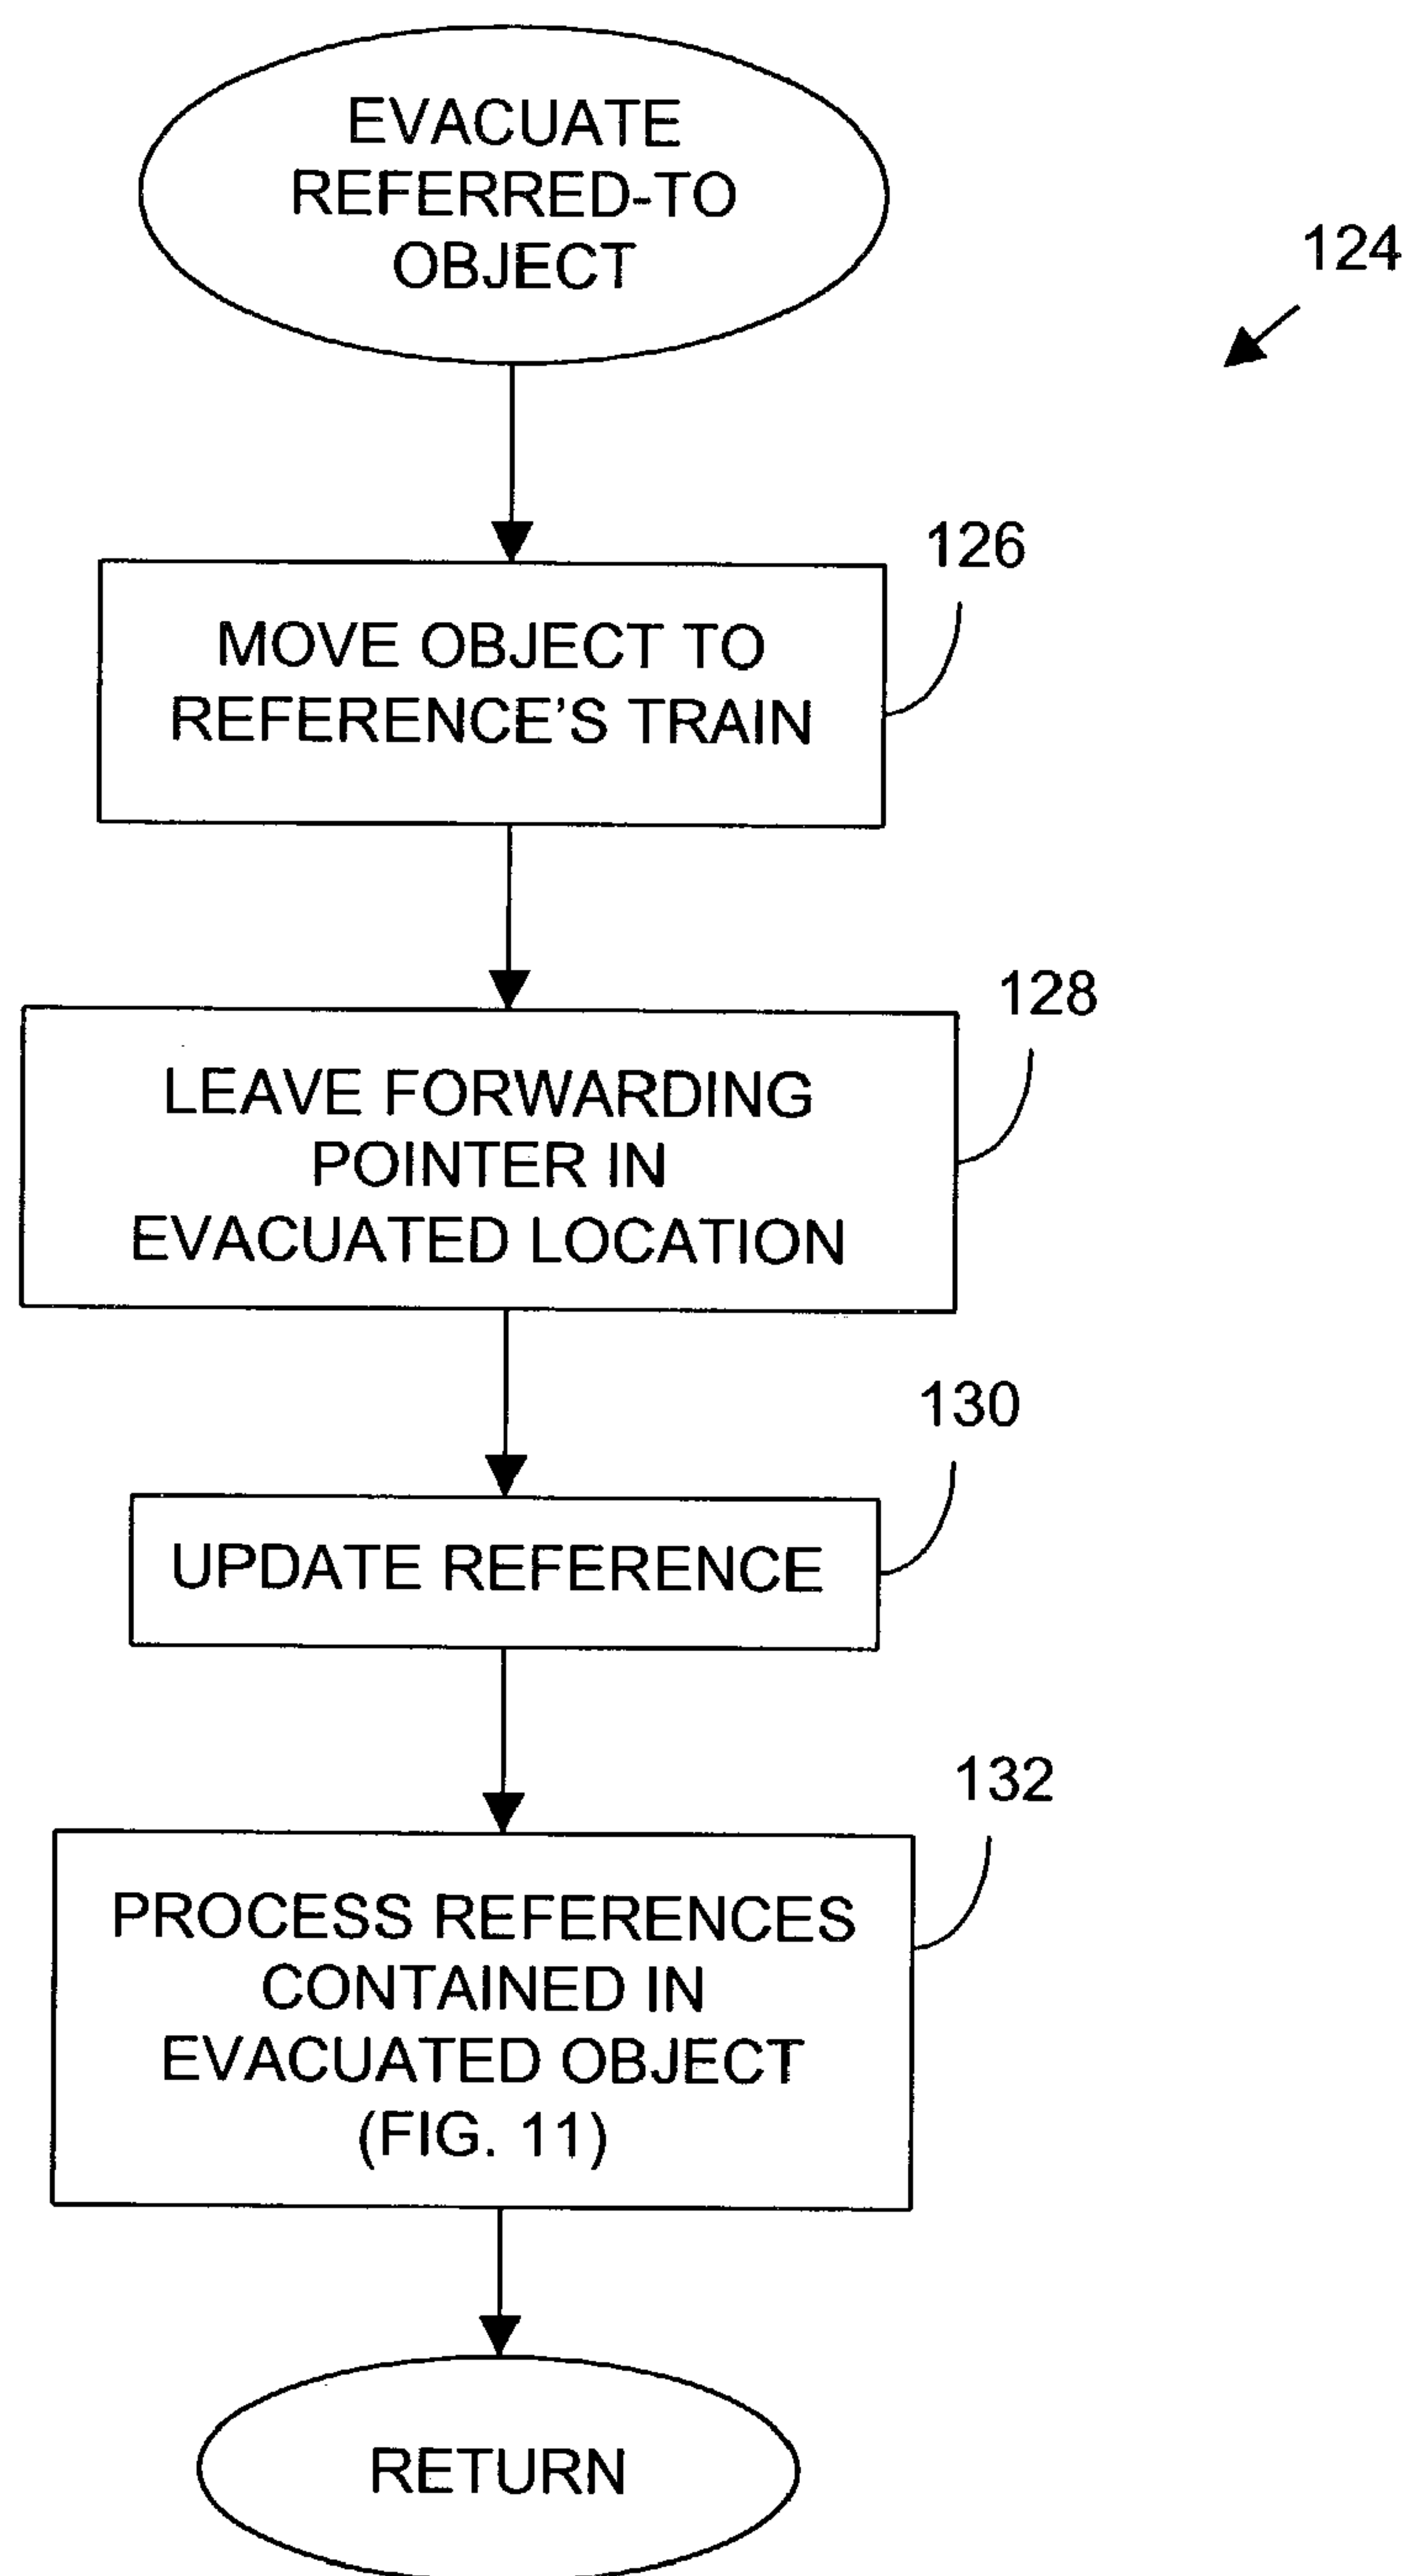 EVACUATE
REFERRED-TO
OBJECT
124
126
MOVE OBJECT TO
REFERENCE'S TRAIN
128
LEAVE FORWARDING
POINTER IN
EVACUATED LOCATION
130
UPDATE REFERENCE
132
PROCESS REFERENCES
CONTAINED IN
EVACUATED OBJECT
(FIG. 11)
RETURN